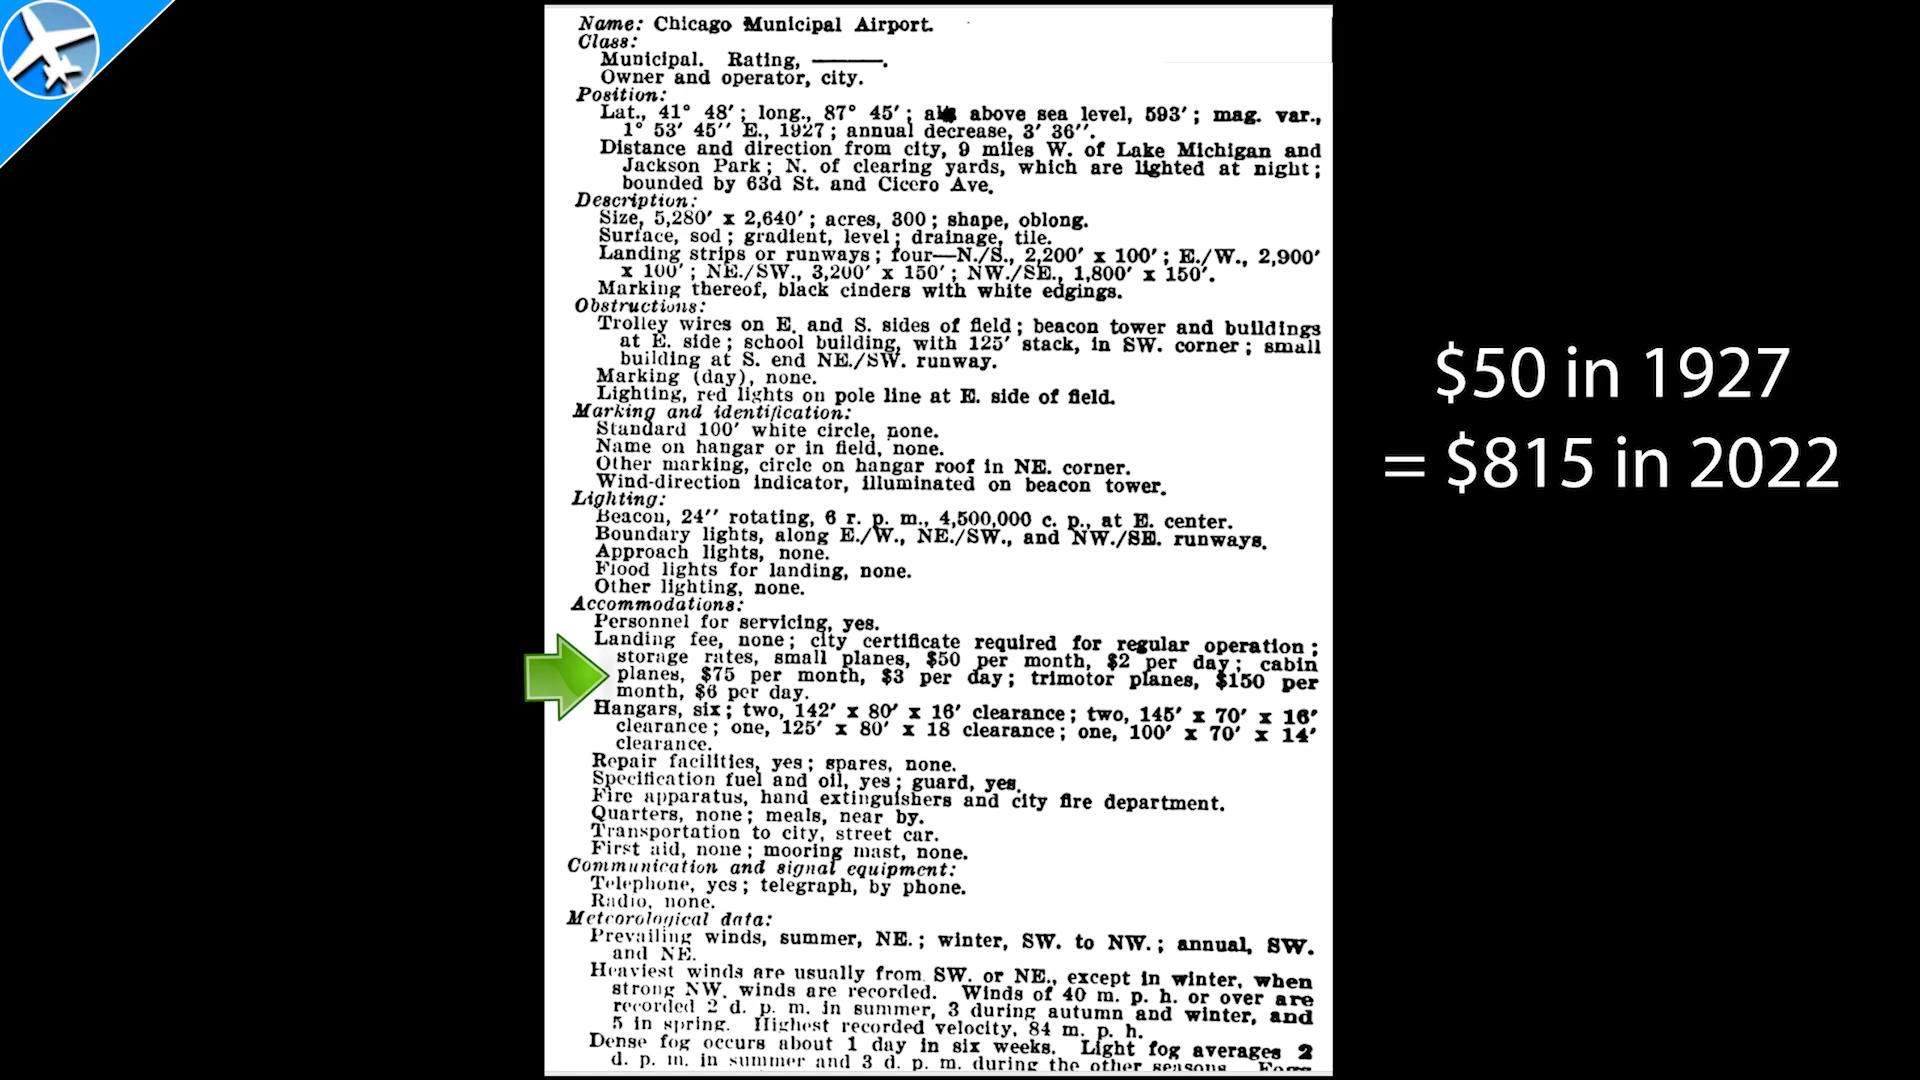 Name: Chicago Municipal Airport.
Class:
Municipal. Rating, ———.
Owner and operator, city.
Position:
Lat., 41° 48′; long., 87° 45′; above sea level, 593′; mag. var.,
1° 53′ 45″ E., 1927; annual decrease, 3′ 36″.
Distance and direction from city, 9 miles W. of Lake Michigan and
Jackson Park; N. of clearing yards, which are lighted at night;
bounded by 63d St. and Cicero Ave.
Description:
Size, 5,280′ x 2,640′; acres, 300; shape, oblong.
Surface, sod; gradient, level; drainage, tile.
Landing strips or runways; four—N./S., 2,200′ x 100′; E./W., 2,900′
x 100′; NE./SW., 3,200′ x 150′; NW./SE., 1,800′ x 150′.
Marking thereof, black cinders with white edgings.
Obstructions:
Trolley wires on E. and S. sides of field; beacon tower and buildings
at E. side; school building, with 125′ stack, in SW. corner; small
building at S. end NE./SW. runway.
Marking (day), none.
Lighting, red lights on pole line at E. side of field.
Marking and identification:
Standard 100′ white circle, none.
Name on hangar or in field, none.
Other marking, circle on hangar roof in NE. corner.
Wind-direction indicator, illuminated on beacon tower.
Lighting:
Beacon, 24″ rotating, 6 r. p. m., 4,500,000 c. p., at E. center.
Boundary lights, along E./W., NE./SW., and NW./SE. runways.
Approach lights, none.
Flood lights for landing, none.
Other lighting, none.
Accommodations:
Personnel for servicing, yes.
Landing fee, none; city certificate required for regular operation;
storage rates, small planes, $50 per month, $2 per day; cabin
planes, $75 per month, $3 per day; trimotor planes, $150 per
month, $6 per day.
Hangars, six; two, 142′ x 80′ x 16′ clearance; two, 145′ x 70′ x 16′
clearance; one, 125′ x 80′ x 18 clearance; one, 100′ x 70′ x 14′
clearance.
Repair facilities, yes; spares, none.
Specification fuel and oil, yes; guard, yes.
Fire apparatus, hand extinguishers and city fire department.
Quarters, none; meals, near by.
Transportation to city, street car.
First aid, none; mooring mast, none.
Communication and signal equipment:
Telephone, yes; telegraph, by phone.
Radio, none.
Meteorological data:
Prevailing winds, summer, NE.; winter, SW. to NW.; annual, SW.
and NE.
Heaviest winds are usually from SW. or NE., except in winter, when
strong NW. winds are recorded. Winds of 40 m. p. h. or over are
recorded 2 d. p. m. in summer, 3 during autumn and winter, and
5 in spring. Highest recorded velocity, 84 m. p. h.
Dense fog occurs about 1 day in six weeks. Light fog averages 2
d. p. m. in summer and 3 d. p. m. during the other seasons.
$50 in 1927
= $815 in 2022